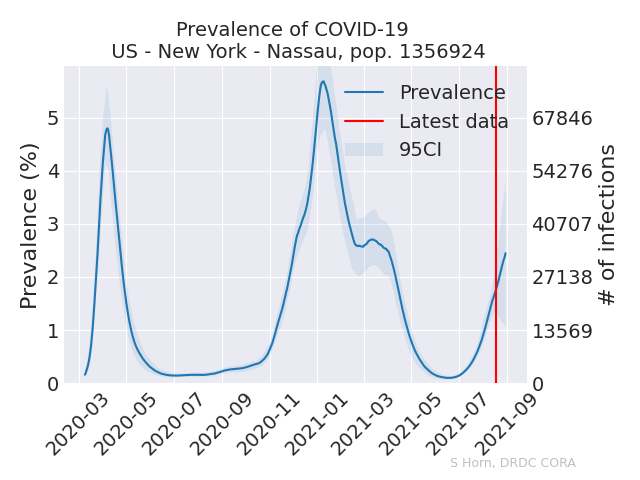 Prevalence of COVID-19
US - New York - Nassau, pop. 1356924
Prevalence
Latest data
95CI
Prevalence (%)
5
4
3
2
1
0
67846
54276
40707
27138
13569
0
# of infections
2020-03
2020-05
2020-07
2020-09
2020-11
2021-01
2021-03
2021-05
2021-07
2021-09
S Horn, DRDC CORA